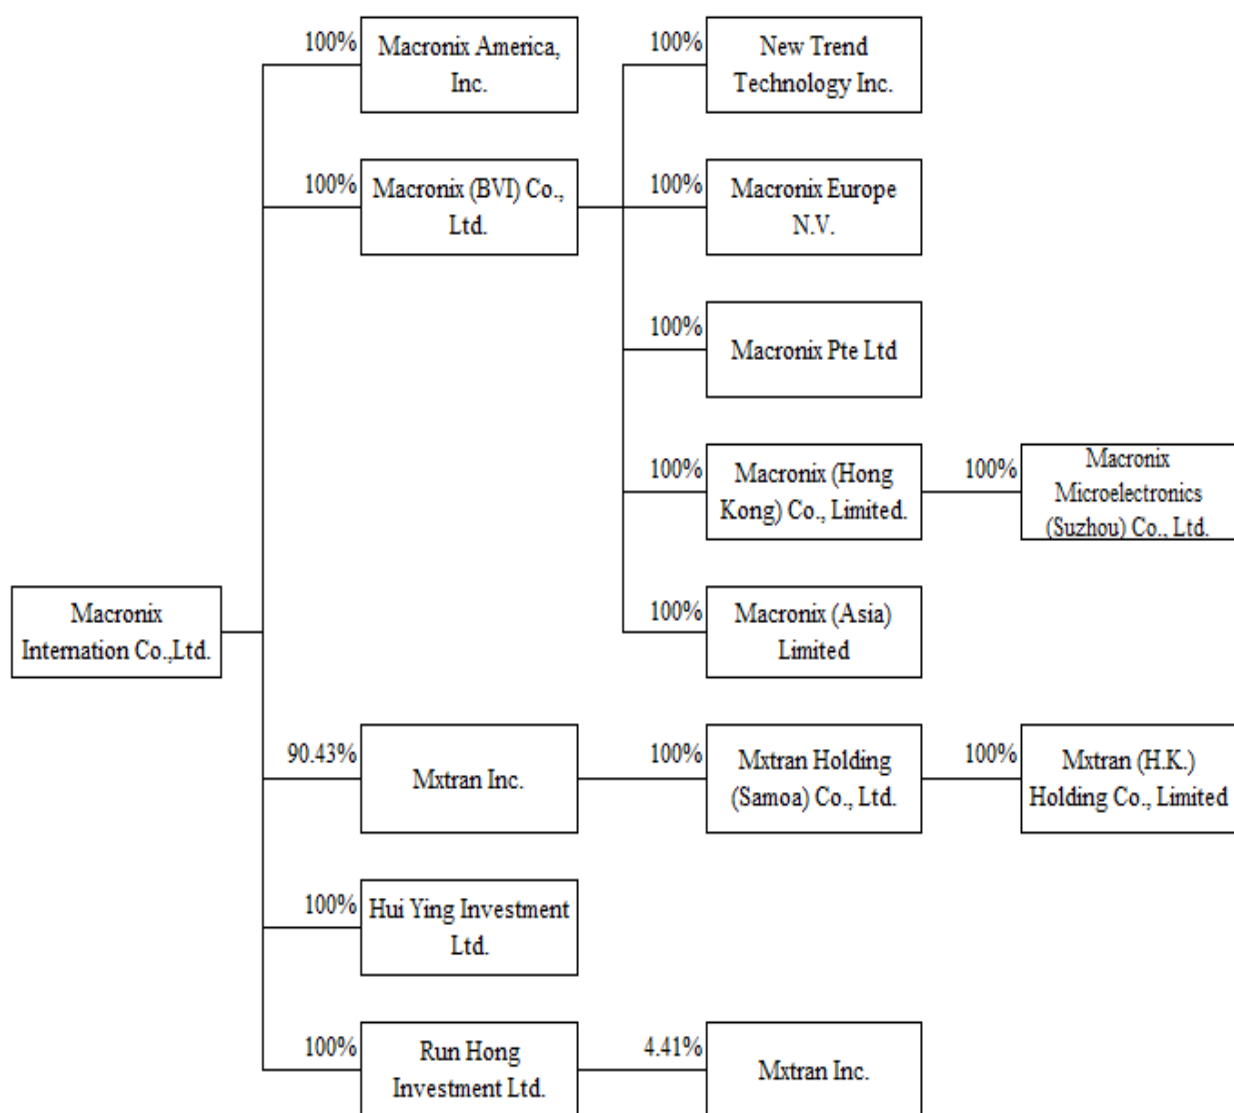 100%
Macronix America,
Inc.
100%
New Trend
Technology Inc.
100%
Macronix (BVI) Co.,
Ltd.
100%
Macronix Europe
N.V.
100%
Macronix Pte Ltd
100%
Macronix (Hong
Kong) Co., Limited.
100%
Macronix
Microelectronics
(Suzhou) Co., Ltd.
Macronix
Internation Co.,Ltd.
100%
Macronix (Asia)
Limited
90.43%
Mxtran Inc.
100%
Mxtran Holding
(Samoa) Co., Ltd.
100%
Mxtran (H.K.)
Holding Co., Limited
100%
Hui Ying Investment
Ltd.
100%
Run Hong
Investment Ltd.
4.41%
Mxtran Inc.